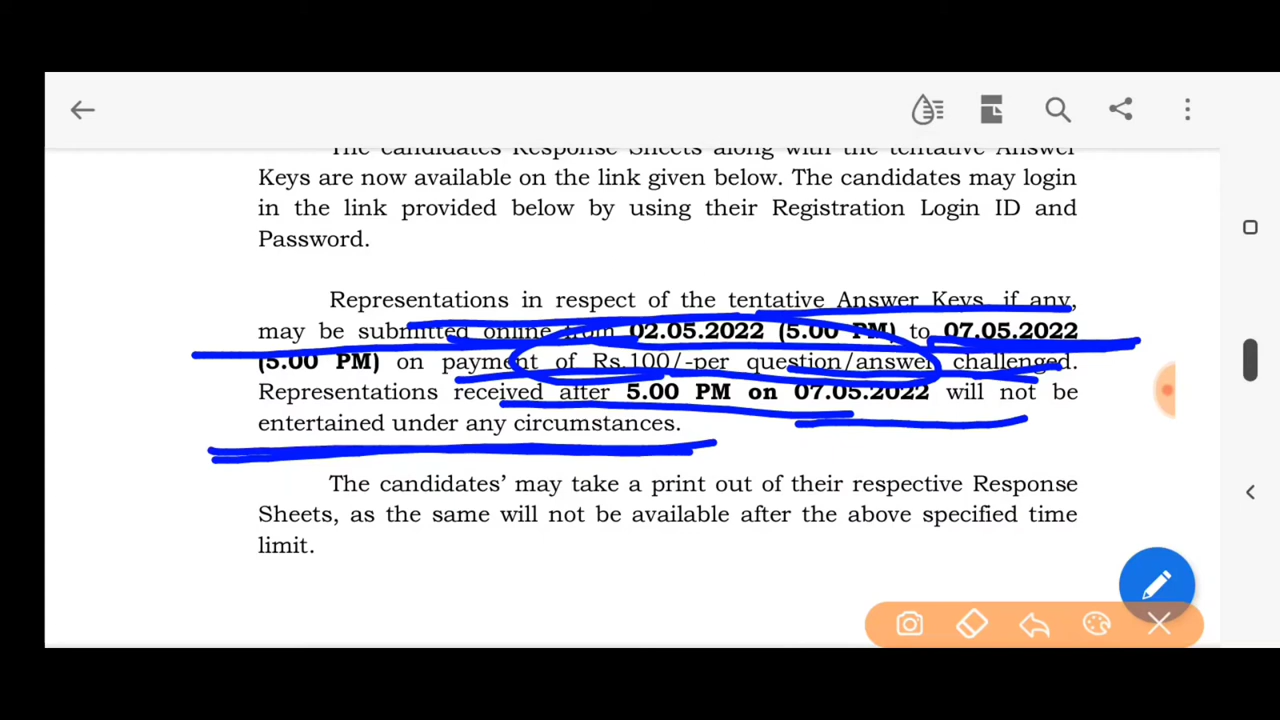 The candidates Response Sheets along with the tentative Answer
Keys are now available on the link given below. The candidates may login
in the link provided below by using their Registration Login ID and
Password.
Representations in respect of the tentative Answer Keys, if any,
may be submitted online from 02.05.2022 (5.00 PM) to 07.05.2022
(5.00 PM) on payment of Rs.100/-per question/answer challenged.
Representations received after 5.00 PM on 07.05.2022 will not be
entertained under any circumstances.
The candidates’ may take a print out of their respective Response
Sheets, as the same will not be available after the above specified time
limit.